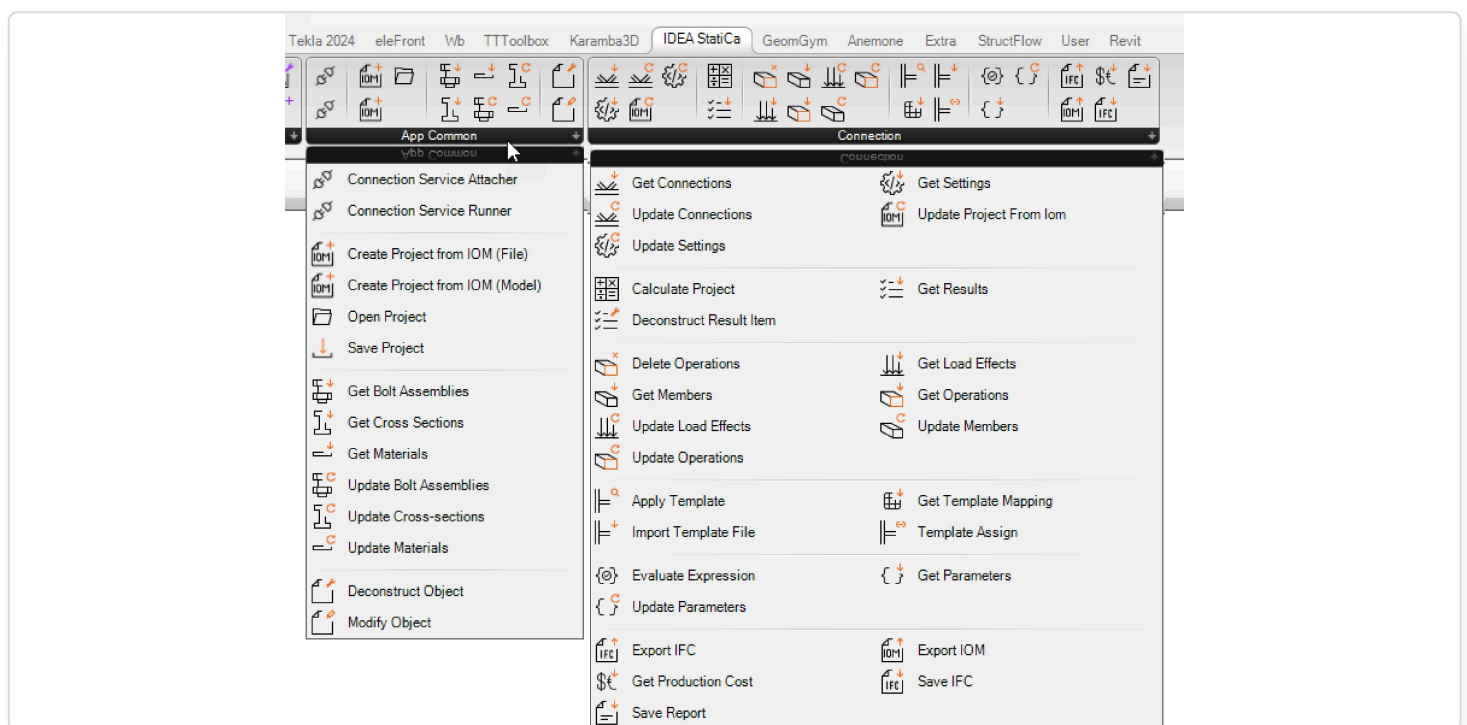 Tekla 2024 eleFront Wb TTToolbox Karamba3D IDEA StatiCa GeomGym Anemone Extra StructFlow User Revit
App Common
Connection
App Common
Connection
Connection Service Attacher
Connection Service Runner
Create Project from IOM (File)
Create Project from IOM (Model)
Open Project
Save Project
Get Bolt Assemblies
Get Cross Sections
Get Materials
Update Bolt Assemblies
Update Cross-sections
Update Materials
Deconstruct Object
Modify Object
Get Connections Get Settings
Update Connections Update Project From Iom
Update Settings
Calculate Project Get Results
Deconstruct Result Item
Delete Operations Get Load Effects
Get Members Get Operations
Update Load Effects Update Members
Update Operations
Apply Template Get Template Mapping
Import Template File Template Assign
Evaluate Expression Get Parameters
Update Parameters
Export IFC Export IOM
Get Production Cost Save IFC
Save Report